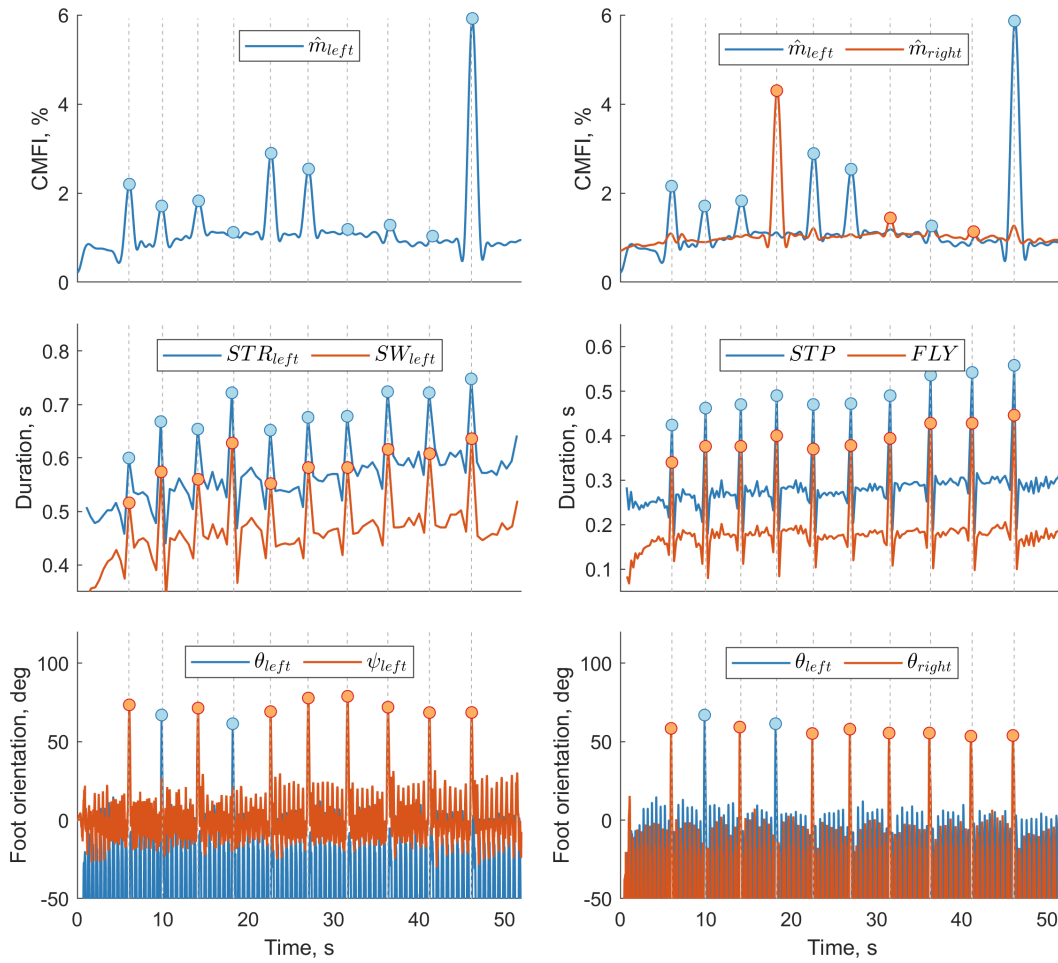 6
4
2
0
CMFI, %
m̂_left
6
4
2
0
CMFI, %
m̂_left m̂_right
0.8
0.7
0.6
0.5
0.4
Duration, s
STR_left SW_left
0.6
0.5
0.4
0.3
0.2
0.1
Duration, s
STP FLY
100
50
0
-50
Foot orientation, deg
θ_left ψ_left
0 10 20 30 40 50
Time, s
100
50
0
-50
Foot orientation, deg
θ_left θ_right
0 10 20 30 40 50
Time, s